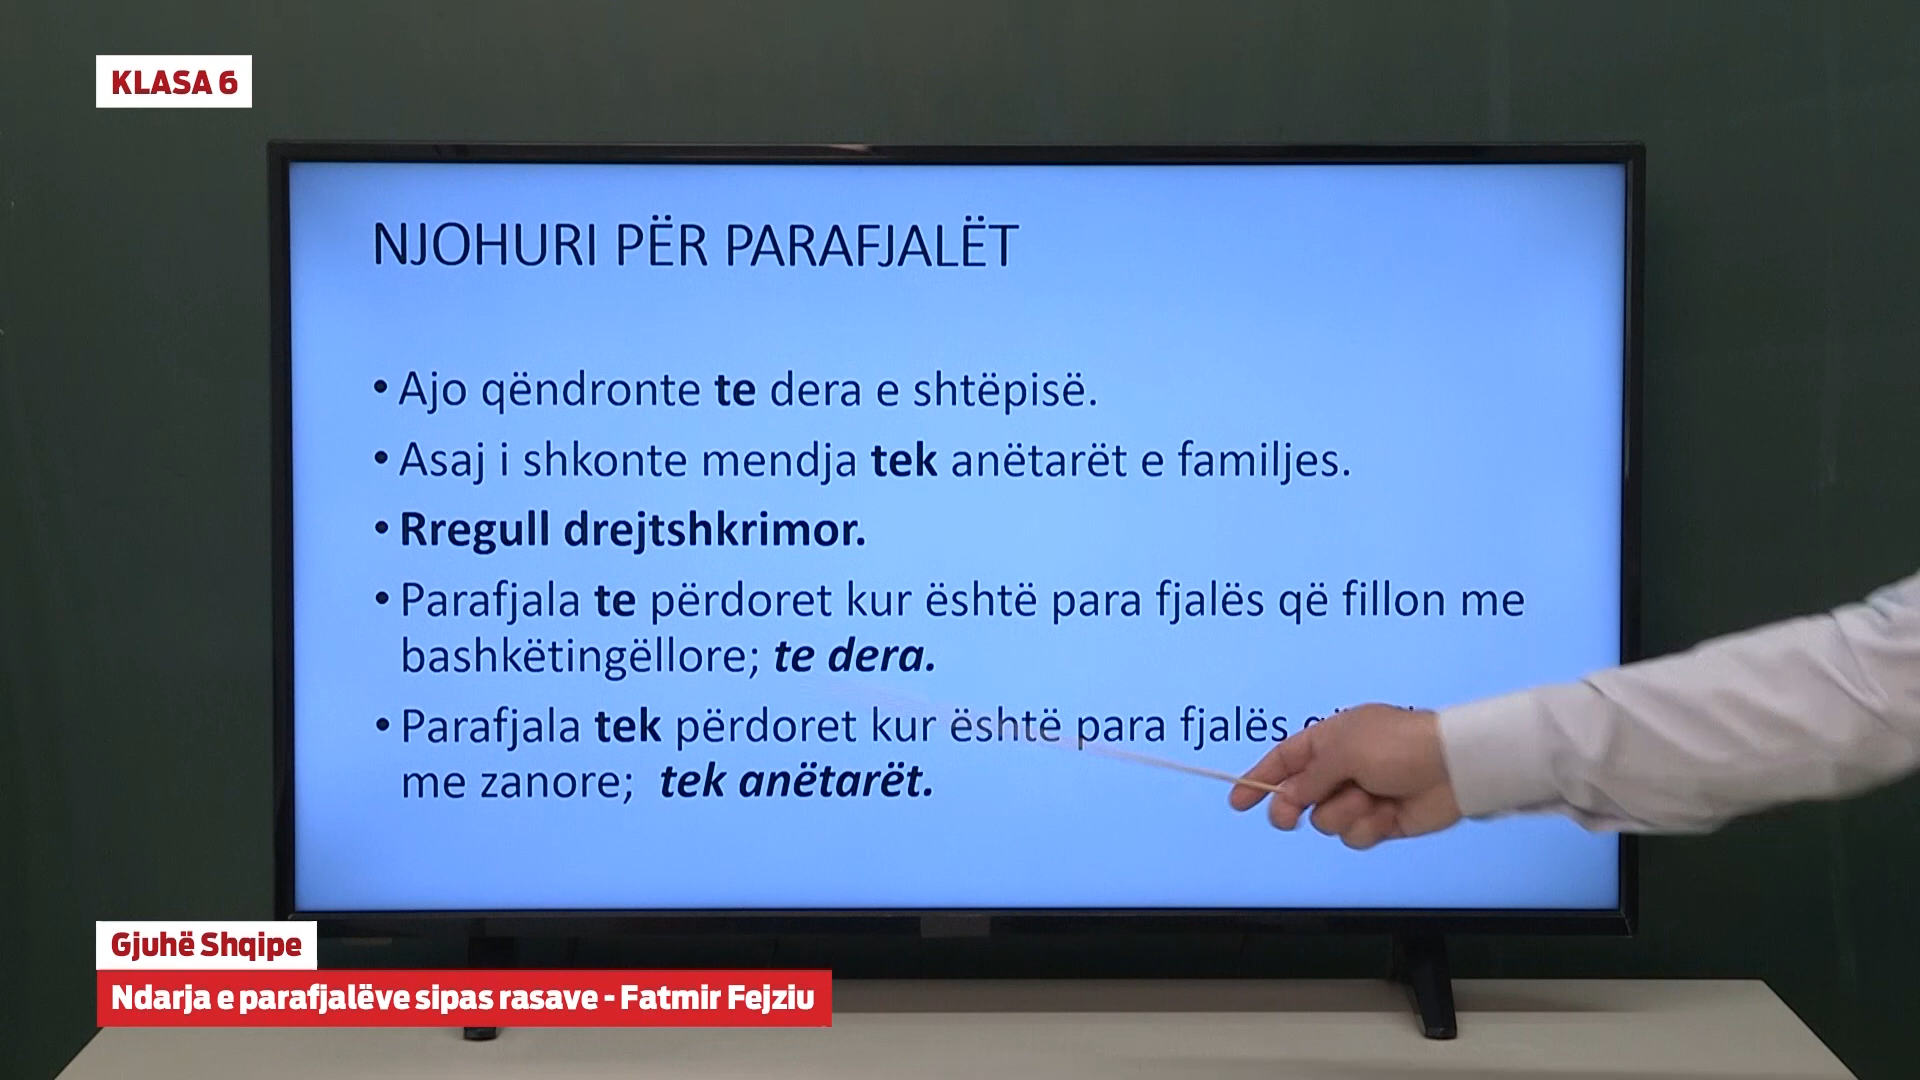 KLASA 6
NJOHURI PËR PARAFJALËT
• Ajo qëndronte te dera e shtëpisë.
• Asaj i shkonte mendja tek anëtarët e familjes.
• Rregull drejtshkrimor.
• Parafjala te përdoret kur është para fjalës që fillon me
bashkëtingëllore; te dera.
• Parafjala tek përdoret kur është para fjalës
me zanore; tek anëtarët.
Gjuhë Shqipe
Ndarja e parafjalëve sipas rasave - Fatmir Fejziu